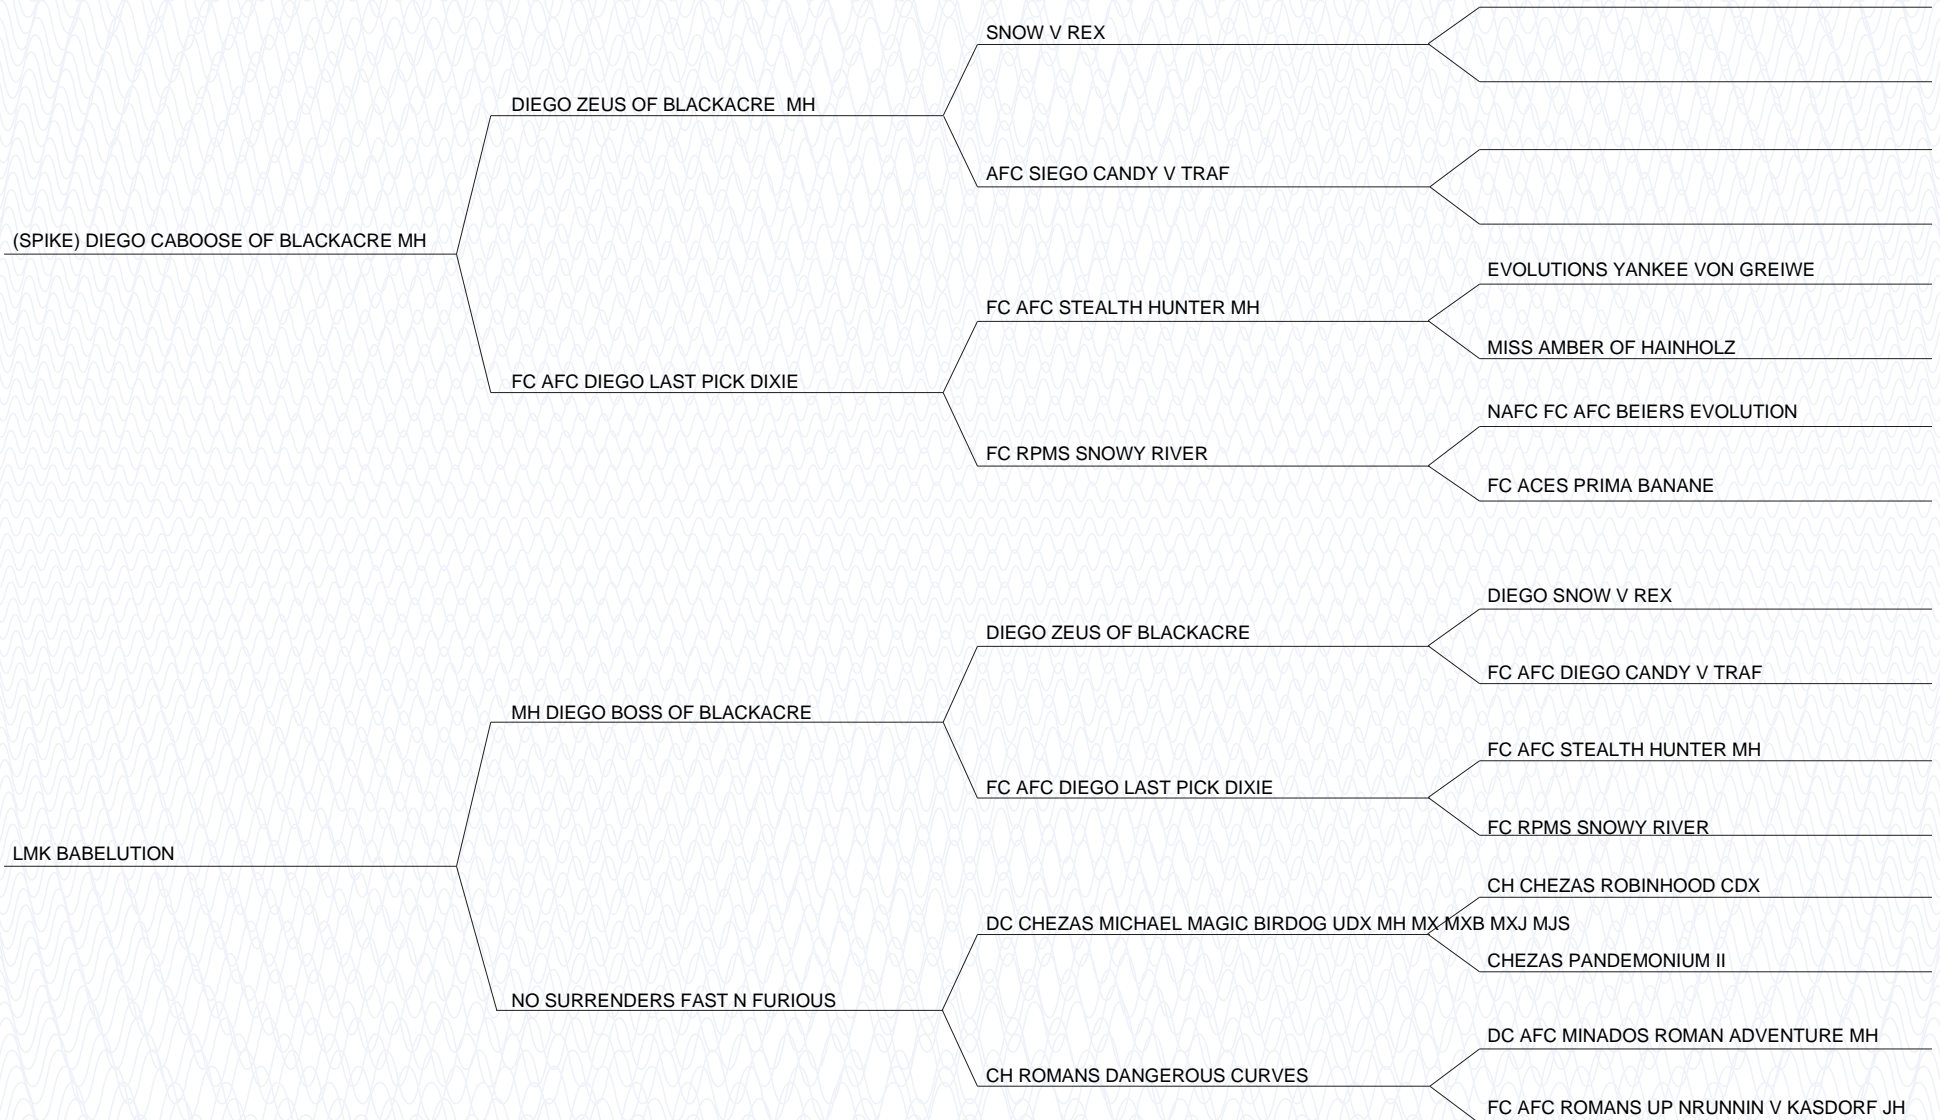 SNOW V REX
DIEGO ZEUS OF BLACKACRE  MH
AFC SIEGO CANDY V TRAF
(SPIKE) DIEGO CABOOSE OF BLACKACRE MH
EVOLUTIONS YANKEE VON GREIWE
FC AFC STEALTH HUNTER MH
MISS AMBER OF HAINHOLZ
FC AFC DIEGO LAST PICK DIXIE
NAFC FC AFC BEIERS EVOLUTION
FC RPMS SNOWY RIVER
FC ACES PRIMA BANANE
DIEGO SNOW V REX
DIEGO ZEUS OF BLACKACRE
FC AFC DIEGO CANDY V TRAF
MH DIEGO BOSS OF BLACKACRE
FC AFC STEALTH HUNTER MH
FC AFC DIEGO LAST PICK DIXIE
FC RPMS SNOWY RIVER
LMK BABELUTION
CH CHEZAS ROBINHOOD CDX
DC CHEZAS MICHAEL MAGIC BIRDOG UDX MH MX MXB MXJ MJS
CHEZAS PANDEMONIUM II
NO SURRENDERS FAST N FURIOUS
DC AFC MINADOS ROMAN ADVENTURE MH
CH ROMANS DANGEROUS CURVES
FC AFC ROMANS UP NRUNNIN V KASDORF JH